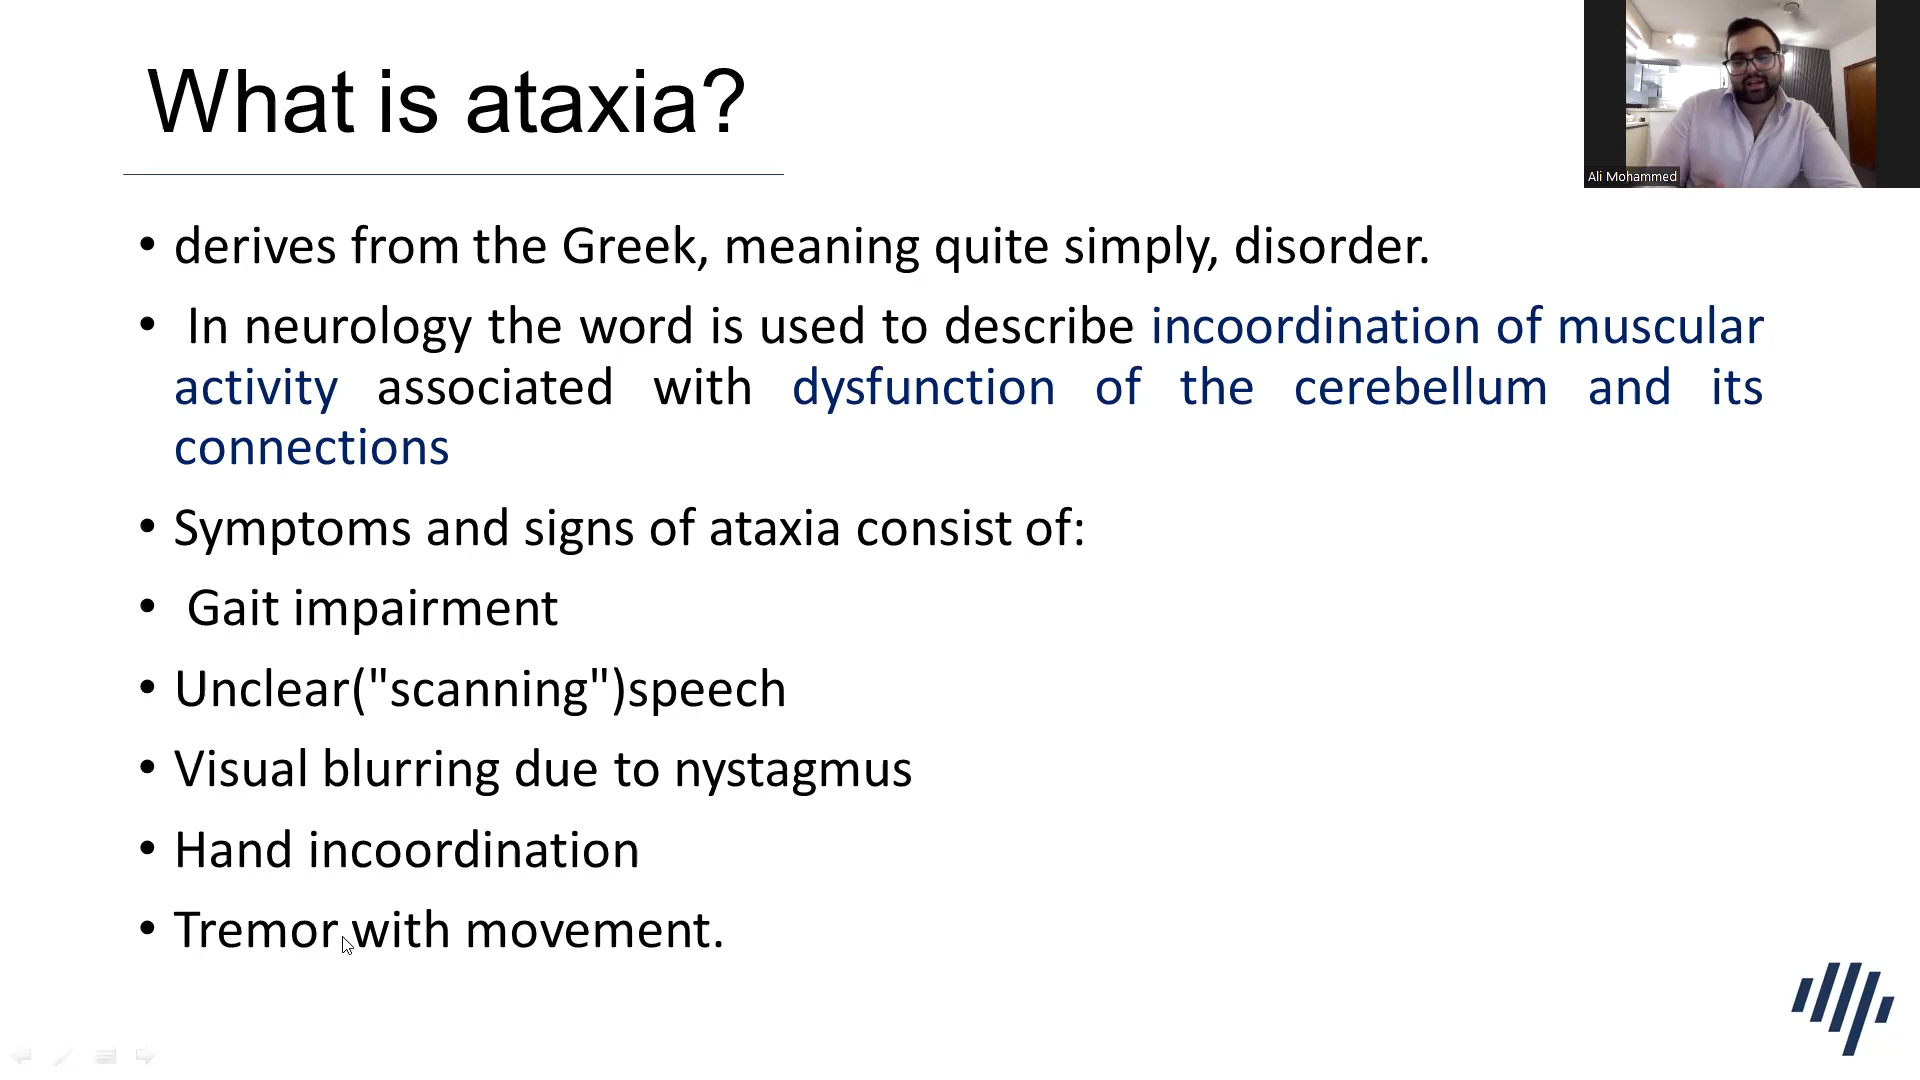 What is ataxia?
Ali Mohammed
• derives from the Greek, meaning quite simply, disorder.
• In neurology the word is used to describe incoordination of muscular
activity associated with dysfunction of the cerebellum and its
connections
• Symptoms and signs of ataxia consist of:
• Gait impairment
• Unclear("scanning")speech
• Visual blurring due to nystagmus
• Hand incoordination
• Tremor with movement.